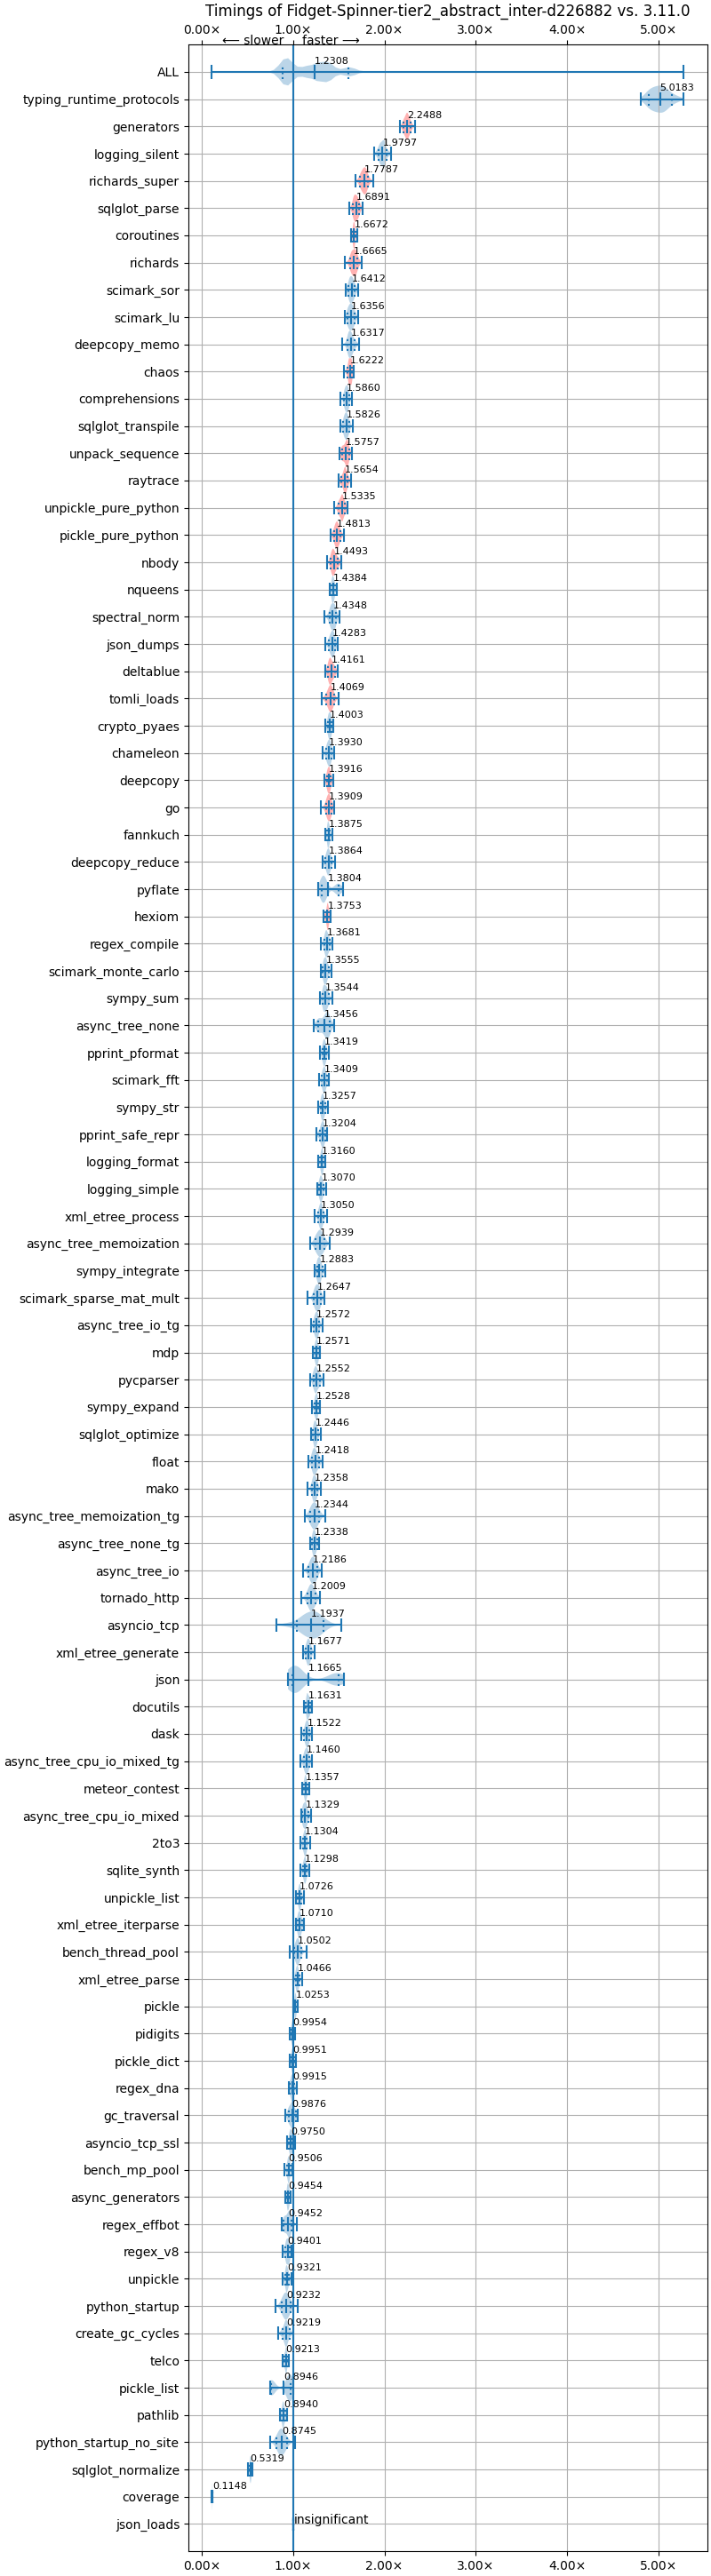 Timings of Fidget-Spinner-tier2_abstract_inter-d226882 vs. 3.11.0
0.00× 1.00× 2.00× 3.00× 4.00× 5.00×
⟵ slower faster ⟶
ALL 1.2308
typing_runtime_protocols 5.0183
generators 2.2488
logging_silent 1.9797
richards_super 1.7787
sqlglot_parse 1.6891
coroutines 1.6672
richards 1.6665
scimark_sor 1.6412
scimark_lu 1.6356
deepcopy_memo 1.6317
chaos 1.6222
comprehensions 1.5860
sqlglot_transpile 1.5826
unpack_sequence 1.5757
raytrace 1.5654
unpickle_pure_python 1.5335
pickle_pure_python 1.4813
nbody 1.4493
nqueens 1.4384
spectral_norm 1.4348
json_dumps 1.4283
deltablue 1.4161
tomli_loads 1.4069
crypto_pyaes 1.4003
chameleon 1.3930
deepcopy 1.3916
go 1.3909
fannkuch 1.3875
deepcopy_reduce 1.3864
pyflate 1.3804
hexiom 1.3753
regex_compile 1.3681
scimark_monte_carlo 1.3555
sympy_sum 1.3544
async_tree_none 1.3456
pprint_pformat 1.3419
scimark_fft 1.3409
sympy_str 1.3257
pprint_safe_repr 1.3204
logging_format 1.3160
logging_simple 1.3070
xml_etree_process 1.3050
async_tree_memoization 1.2939
sympy_integrate 1.2883
scimark_sparse_mat_mult 1.2647
async_tree_io_tg 1.2572
mdp 1.2571
pycparser 1.2552
sympy_expand 1.2528
sqlglot_optimize 1.2446
float 1.2418
mako 1.2358
async_tree_memoization_tg 1.2344
async_tree_none_tg 1.2338
async_tree_io 1.2186
tornado_http 1.2009
asyncio_tcp 1.1937
xml_etree_generate 1.1677
json 1.1665
docutils 1.1631
dask 1.1522
async_tree_cpu_io_mixed_tg 1.1460
meteor_contest 1.1357
async_tree_cpu_io_mixed 1.1329
2to3 1.1304
sqlite_synth 1.1298
unpickle_list 1.0726
xml_etree_iterparse 1.0710
bench_thread_pool 1.0502
xml_etree_parse 1.0466
pickle 1.0253
pidigits 0.9954
pickle_dict 0.9951
regex_dna 0.9915
gc_traversal 0.9876
asyncio_tcp_ssl 0.9750
bench_mp_pool 0.9506
async_generators 0.9454
regex_effbot 0.9452
regex_v8 0.9401
unpickle 0.9321
python_startup 0.9232
create_gc_cycles 0.9219
telco 0.9213
pickle_list 0.8946
pathlib 0.8940
python_startup_no_site 0.8745
sqlglot_normalize 0.5319
coverage 0.1148
json_loads insignificant
0.00× 1.00× 2.00× 3.00× 4.00× 5.00×